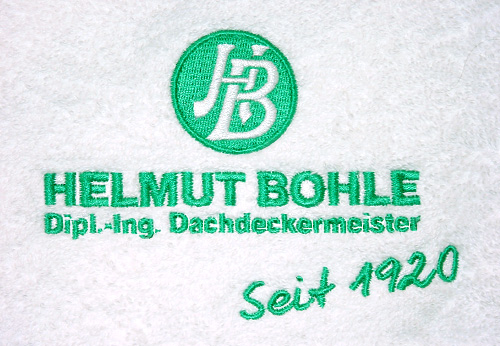 HB
HELMUT BOHLE
Dipl.-Ing. Dachdeckermeister
Seit 1920